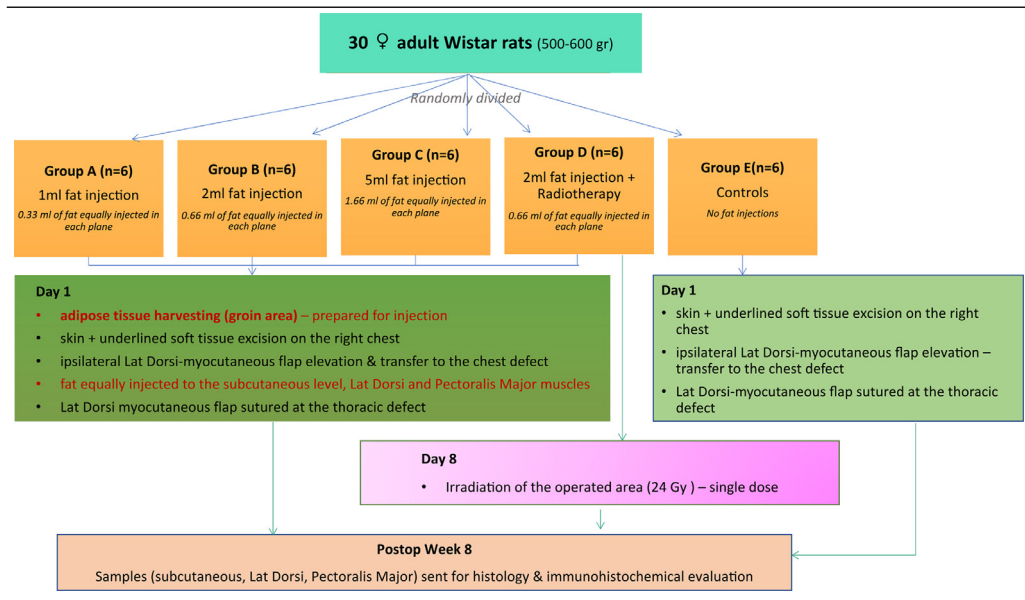 30 ♀ adult Wistar rats (500-600 gr)
Randomly divided
Group A (n=6)
1ml fat injection
0.33 ml of fat equally injected in
each plane
Group B (n=6)
2ml fat injection
0.66 ml of fat equally injected in
each plane
Group C (n=6)
5ml fat injection
1.66 ml of fat equally injected in
each plane
Group D (n=6)
2ml fat injection +
Radiotherapy
0.66 ml of fat equally injected in
each plane
Group E(n=6)
Controls
No fat injections
Day 1
• adipose tissue harvesting (groin area) – prepared for injection
• skin + underlined soft tissue excision on the right chest
• ipsilateral Lat Dorsi-myocutaneous flap elevation & transfer to the chest defect
• fat equally injected to the subcutaneous level, Lat Dorsi and Pectoralis Major muscles
• Lat Dorsi myocutaneous flap sutured at the thoracic defect
Day 1
• skin + underlined soft tissue excision on the right
chest
• ipsilateral Lat Dorsi-myocutaneous flap elevation –
transfer to the chest defect
• Lat Dorsi-myocutaneous flap sutured at the thoracic
defect
Day 8
• Irradiation of the operated area (24 Gy ) – single dose
Postop Week 8
Samples (subcutaneous, Lat Dorsi, Pectoralis Major) sent for histology & immunohistochemical evaluation